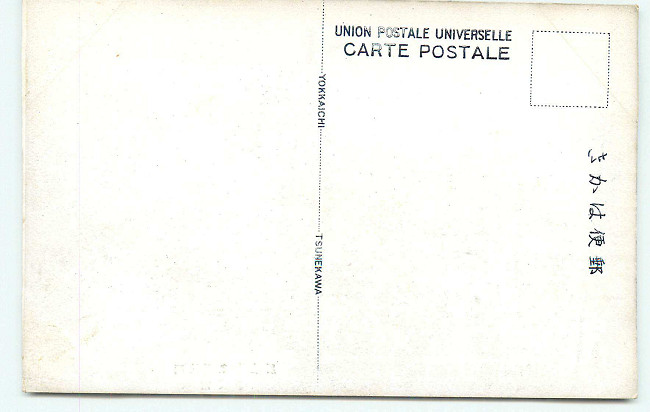 UNION POSTALE UNIVERSELLE
CARTE POSTALE
YOKKAICHI
TSUNEKAWA
郵便はかき